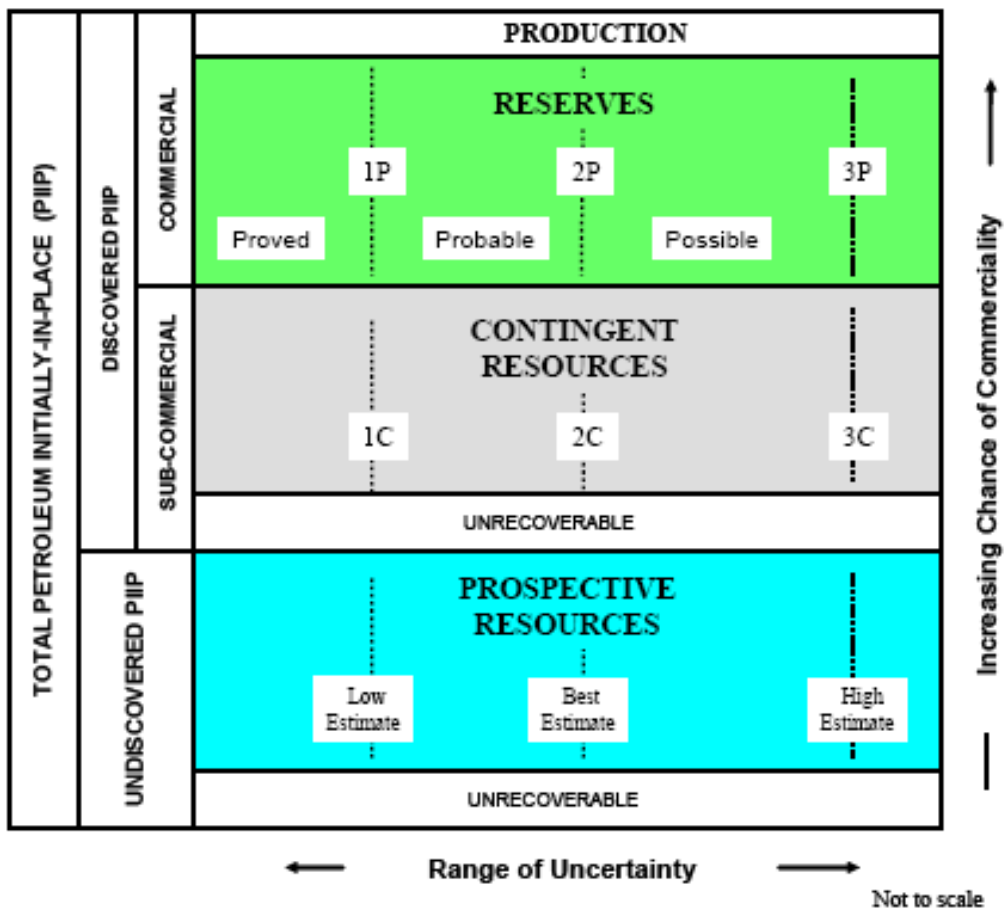 PRODUCTION
RESERVES
1P
2P
3P
Proved
Probable
Possible
CONTINGENT
RESOURCES
1C
2C
3C
UNRECOVERABLE
PROSPECTIVE
RESOURCES
Low
Estimate
Best
Estimate
High
Estimate
UNRECOVERABLE
TOTAL PETROLEUM INITIALLY-IN-PLACE (PIIP)
DISCOVERED PIIP
UNDISCOVERED PIIP
COMMERCIAL
SUB-COMMERCIAL
Increasing Chance of Commerciality
Range of Uncertainty
Not to scale